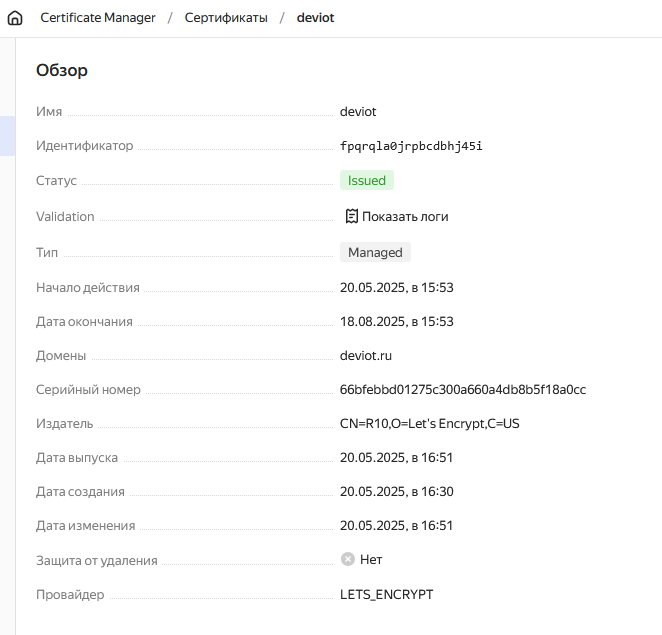 Certificate Manager / Сертификаты / deviot
Обзор
Имя deviot
Идентификатор fpqrqla0jrpbcdbhj45i
Статус Issued
Validation Показать логи
Тип Managed
Начало действия 20.05.2025, в 15:53
Дата окончания 18.08.2025, в 15:53
Домены deviot.ru
Серийный номер 66bfebbd01275c300a660a4db8b5f18a0cc
Издатель CN=R10,O=Let's Encrypt,C=US
Дата выпуска 20.05.2025, в 16:51
Дата создания 20.05.2025, в 16:30
Дата изменения 20.05.2025, в 16:51
Защита от удаления Нет
Провайдер LETS_ENCRYPT